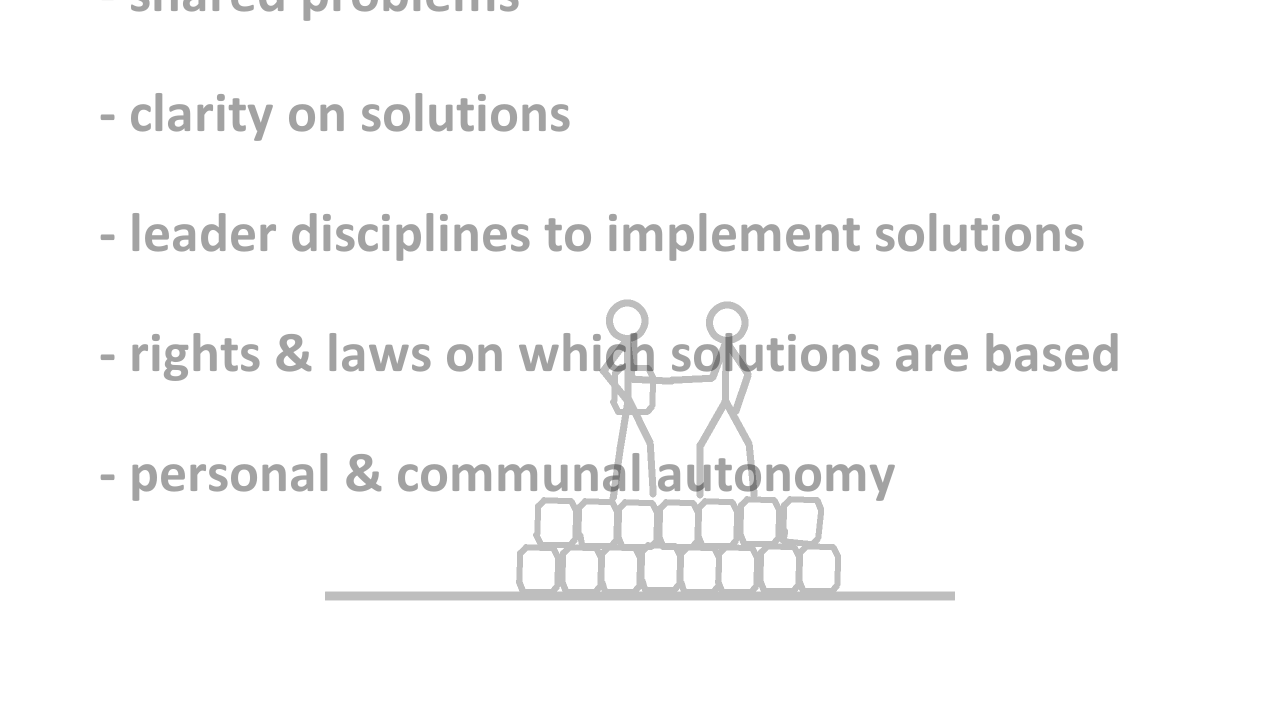 - shared problems
- clarity on solutions
- leader disciplines to implement solutions
- rights & laws on which solutions are based
- personal & communal autonomy